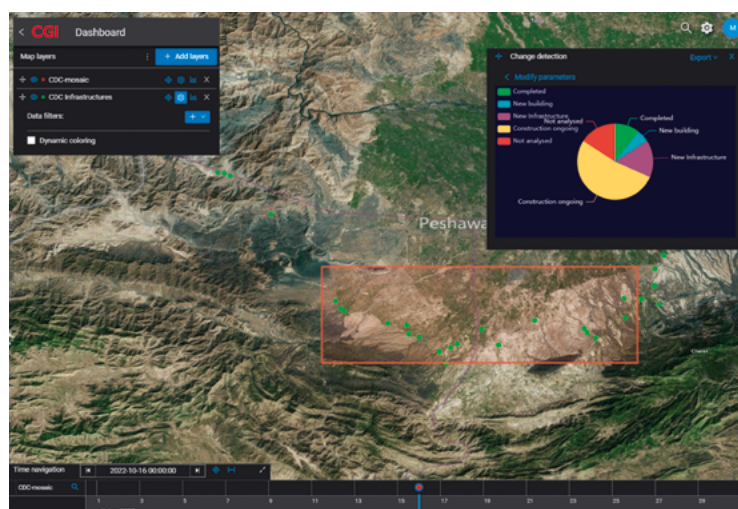 CGI Dashboard
Map layers
+ Add layers
CDC-mosaic
X
CDC Infrastructures
X
Data filters:
Dynamic coloring
M
Change detection
Export
X
Modify parameters
Completed
New building
New Infrastructure
Construction ongoing
Not analysed
Not analysed
Completed
New building
New Infrastructure
Construction ongoing
Peshawa
Time navigation
2022-10-16 00:00:00
CDC-mosaic
1 3 5 7 9 11 13 15 17 19 21 23 25 27 29